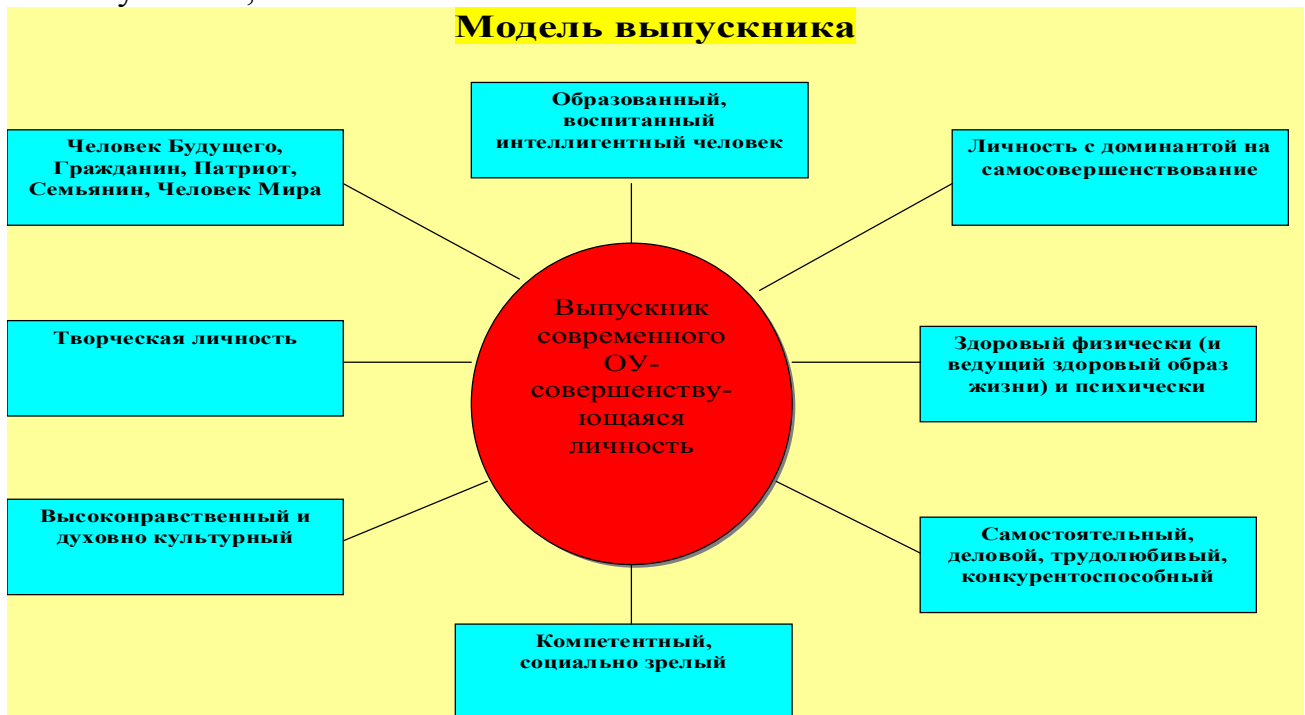 Модель выпускника
Образованный,
воспитанный
интеллигентный человек
Человек Будущего,
Гражданин, Патриот,
Семьянин, Человек Мира
Личность с доминантой на
самосовершенствование
Выпускник
современного
ОУ-
совершенству-
ющаяся
личность
Творческая личность
Здоровый физически (и
ведущий здоровый образ
жизни) и психически
Высоконравственный и
духовно культурный
Самостоятельный,
деловой, трудолюбивый,
конкурентоспособный
Компетентный,
социально зрелый